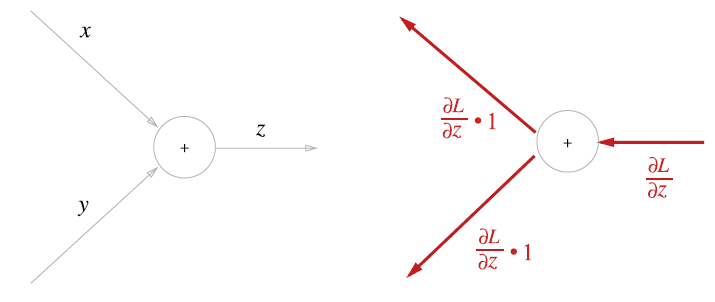 x
y
+
z
∂L/∂z • 1
∂L/∂z • 1
+
∂L/∂z